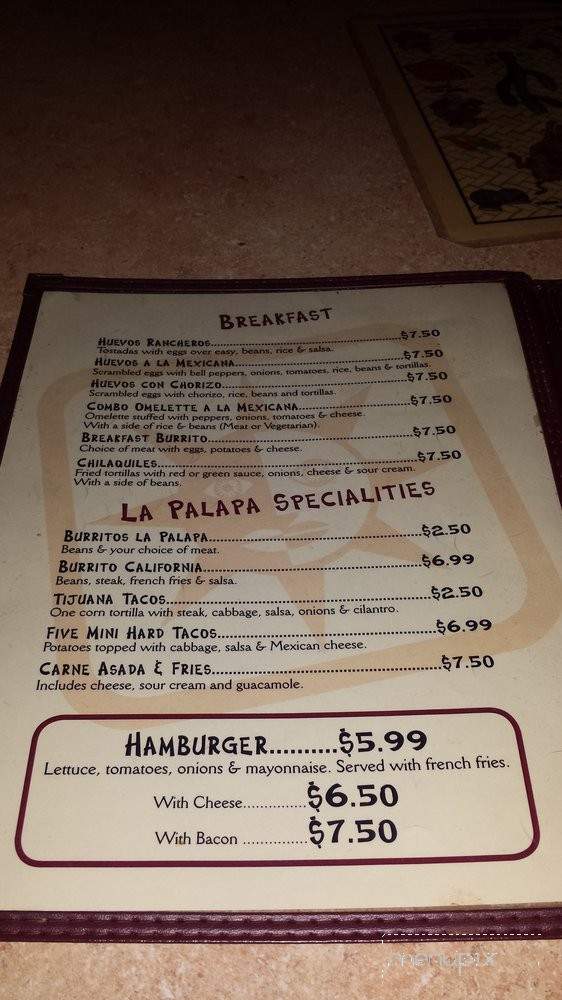 BREAKFAST
HUEVOS RANCHEROS...$7.50
Tostadas with eggs over easy, beans, rice & salsa.
HUEVOS A LA MEXICANA...$7.50
Scrambled eggs with bell peppers, onions, tomatoes, rice, beans & tortillas.
HUEVOS CON CHORIZO...$7.50
Scrambled eggs with chorizo, rice, beans and tortillas.
COMBO OMELETTE A LA MEXICANA...$7.50
Omelette stuffed with peppers, onions, tomatoes & cheese.
With a side of rice & beans (Meat or Vegetarian).
BREAKFAST BURRITO...$7.50
Choice of meat with eggs, potatoes & cheese.
CHILAQUILES...$7.50
Fried tortillas with red or green sauce, onions, cheese & sour cream.
With a side of beans.
LA PALAPA SPECIALITIES
BURRITOS LA PALAPA...$2.50
Beans & your choice of meat.
BURRITO CALIFORNIA...$6.99
Beans, steak, french fries & salsa.
TIJUANA TACOS...$2.50
One corn tortilla with steak, cabbage, salsa, onions & cilantro.
FIVE MINI HARD TACOS...$6.99
Potatoes topped with cabbage, salsa & Mexican cheese.
CARNE ASADA & FRIES...$7.50
Includes cheese, sour cream and guacamole.
HAMBURGER..........$5.99
Lettuce, tomatoes, onions & mayonnaise. Served with french fries.
With Cheese..............$6.50
With Bacon ..............$7.50
menupix